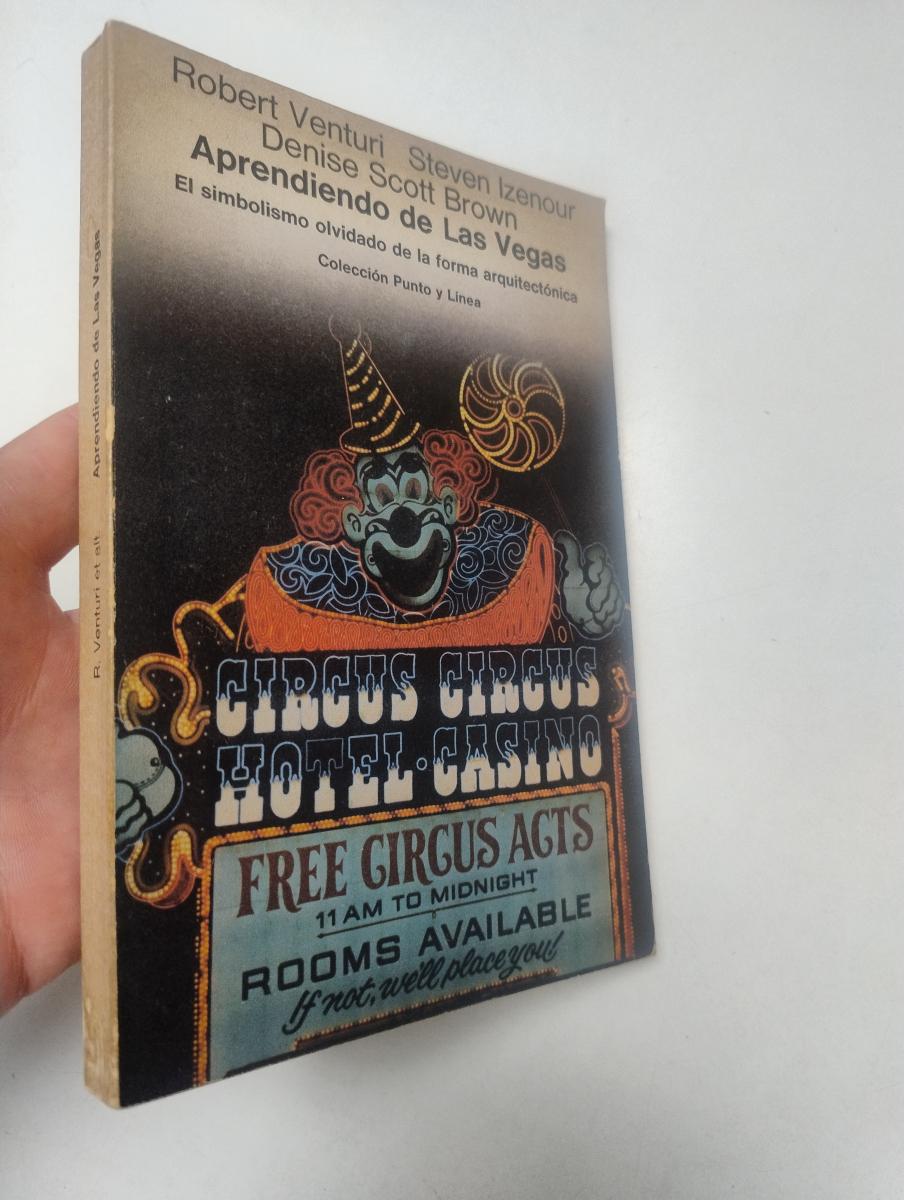 Robert Venturi Steven Izenour
Denise Scott Brown
Aprendiendo de Las Vegas
El simbolismo olvidado de la forma arquitectónica
Colección Punto y Línea
CIRCUS CIRCUS
HOTEL·CASINO
FREE CIRCUS ACTS
11 AM TO MIDNIGHT
ROOMS AVAILABLE
If not, we'll place you!
R. Venturi et alt. Aprendiendo de Las Vegas